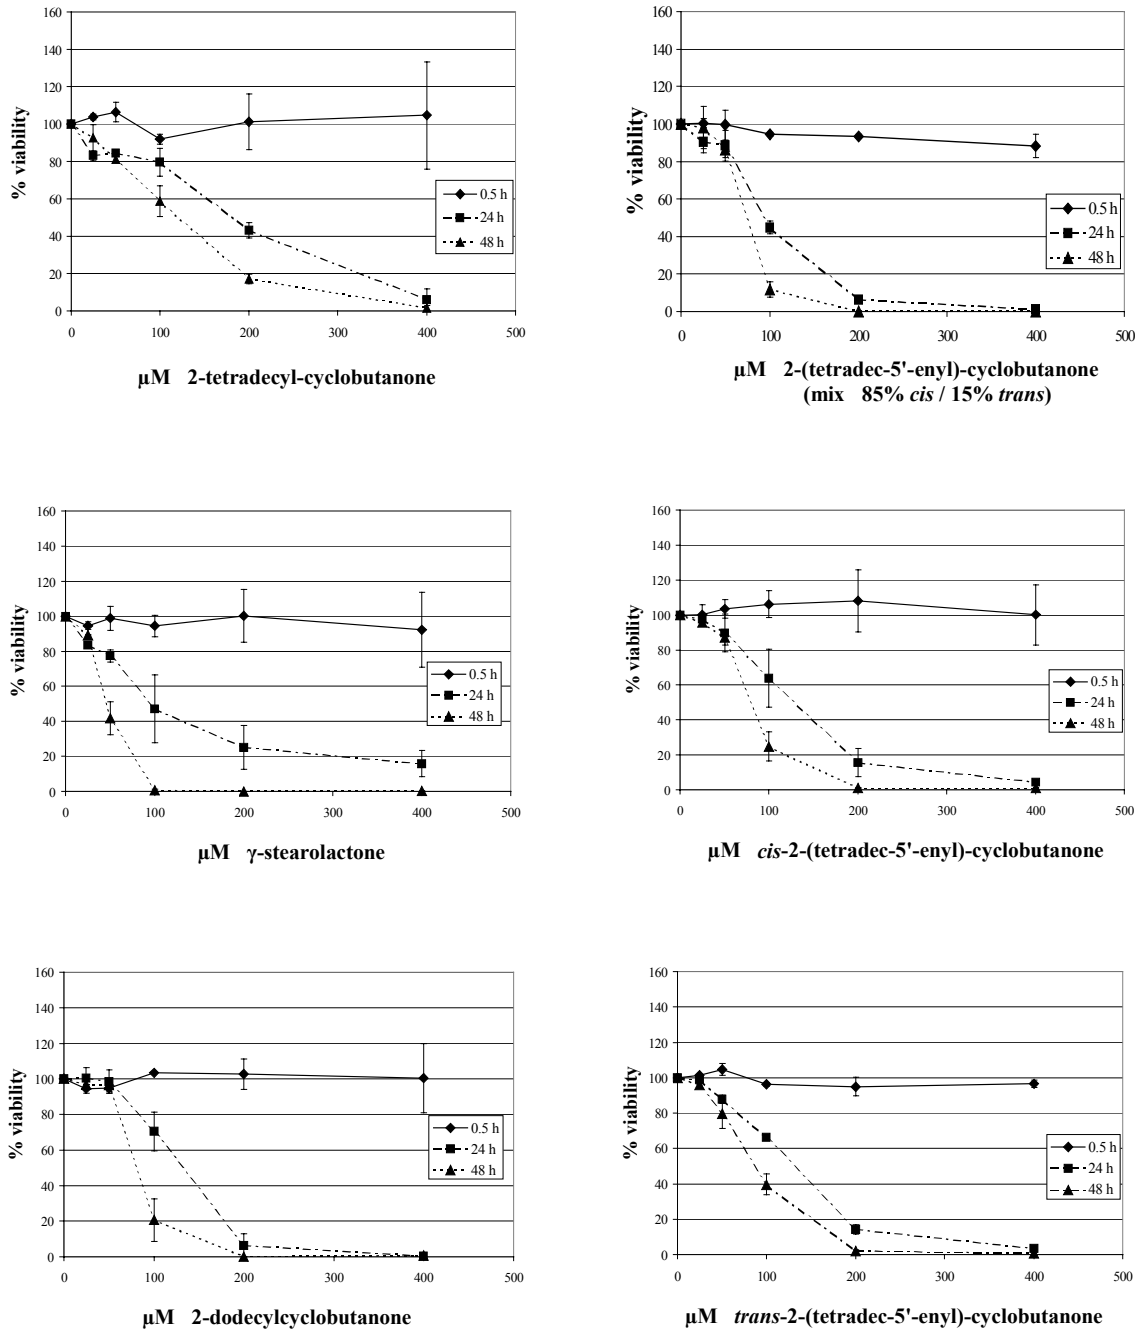 160
140
120
100
80
60
40
20
0
% viability
0 100 200 300 400 500
0.5 h
24 h
48 h
µM 2-tetradecyl-cyclobutanone
160
140
120
100
80
60
40
20
0
% viability
0 100 200 300 400 500
0.5 h
24 h
48 h
µM 2-(tetradec-5'-enyl)-cyclobutanone
(mix 85% cis / 15% trans)
160
140
120
100
80
60
40
20
0
% viability
0 100 200 300 400 500
0.5 h
24 h
48 h
µM γ-stearolactone
160
140
120
100
80
60
40
20
0
% viability
0 100 200 300 400 500
0.5 h
24 h
48 h
µM cis-2-(tetradec-5'-enyl)-cyclobutanone
160
140
120
100
80
60
40
20
0
% viability
0 100 200 300 400 500
0.5 h
24 h
48 h
µM 2-dodecylcyclobutanone
160
140
120
100
80
60
40
20
0
% viability
0 100 200 300 400 500
0.5 h
24 h
48 h
µM trans-2-(tetradec-5'-enyl)-cyclobutanone